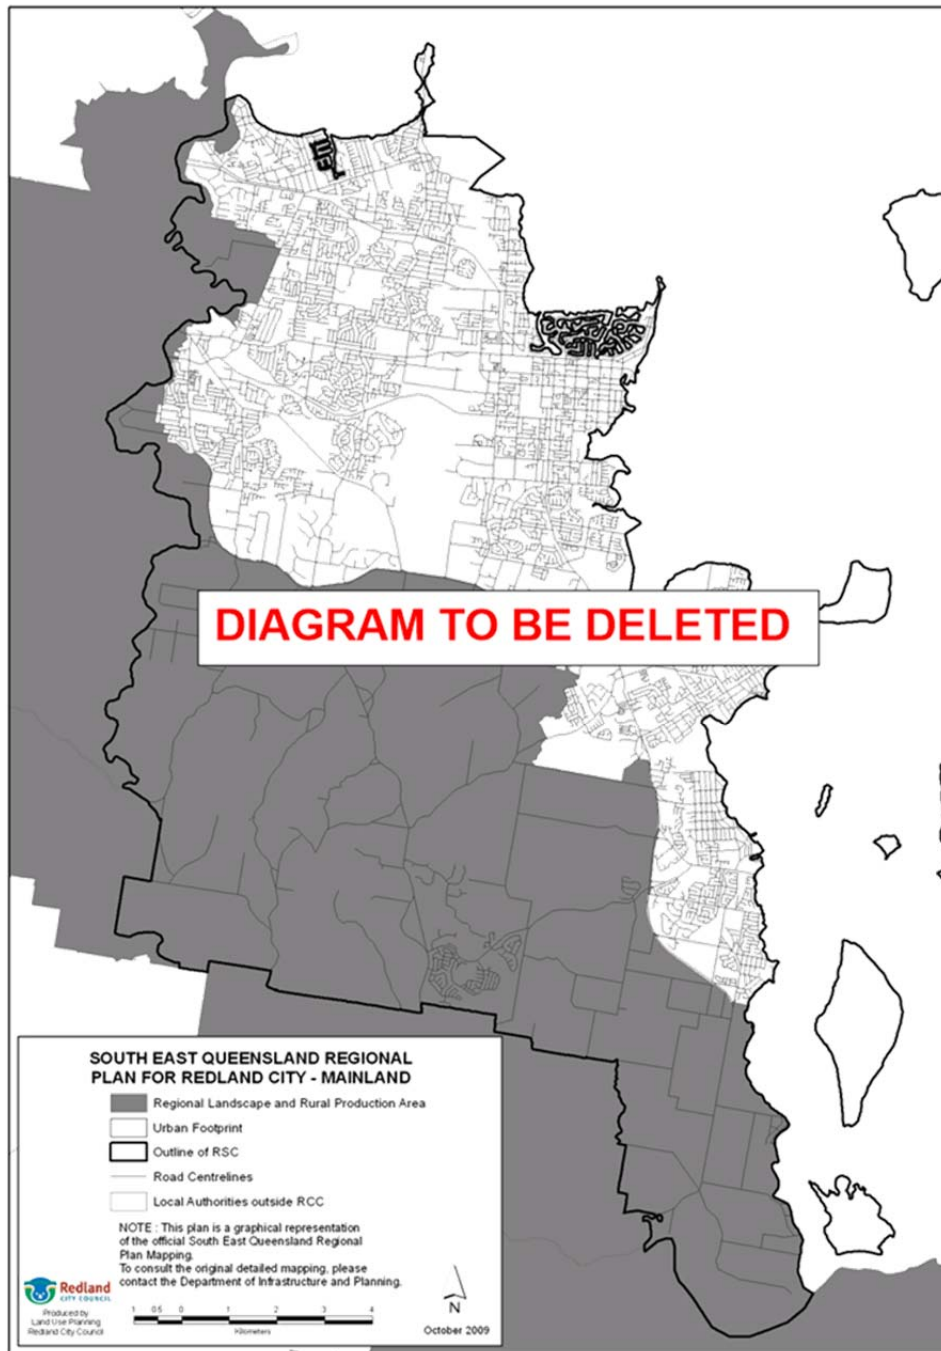 DIAGRAM TO BE DELETED
SOUTH EAST QUEENSLAND REGIONAL
PLAN FOR REDLAND CITY - MAINLAND
Regional Landscape and Rural Production Area
Urban Footprint
Outline of RSC
Road Centrelines
Local Authorities outside RCC
NOTE : This plan is a graphical representation
of the official South East Queensland Regional
Plan Mapping.
To consult the original detailed mapping, please
contact the Department of Infrastructure and Planning.
Redland
CITY COUNCIL
Produced by
Land Use Planning
Redland City Council
1 0.5 0 1 2 3 4
Kilometers
N
October 2009